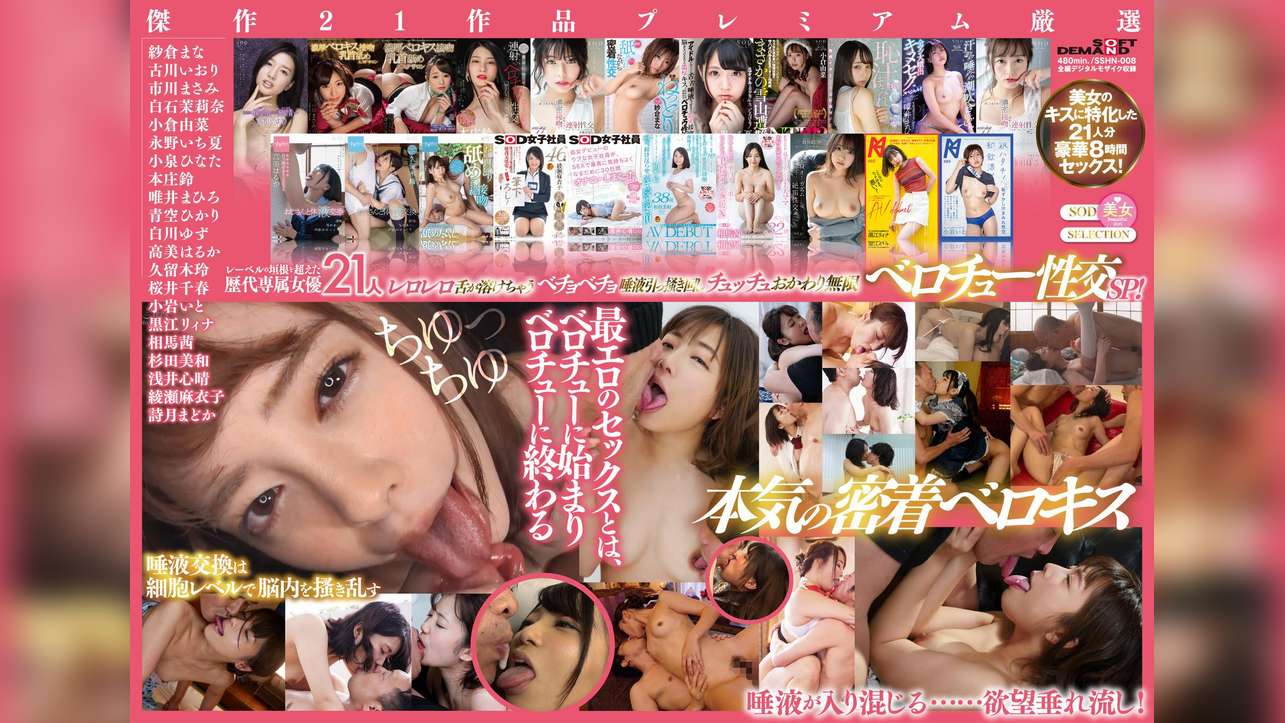 傑作21作品プレミアム厳選
紗倉まな
古川いおり
市川まさみ
白石茉莉奈
小倉由菜
永野いち夏
小泉ひなた
本庄鈴
唯井まひろ
青空ひかり
白川ゆず
高美はるか
久留木玲
桜井千春
小岩いと
黒江リィナ
相馬茜
杉田美和
浅井心晴
綾瀬麻衣子
詩月まどか
SOFT
DEMAND
480min./SSHN-008
全編デジタルモザイク収録
美女の
キスに特化した
21人分
豪華8時間
セックス!
SOD 美女
SELECTION
SOD女子社員
SOD女子社員
AV DEBUT
レーベルの垣根を超えた
歴代専属女優21人
レロレロ舌が溶けちゃう ベチョベチョ 唾液引っ掻き回し チュッチュおかわり無限
ベロチュー性交SP!
ちゅっ
ちゅ
最エロのセックスとは、
ベロチューに始まり
ベロチューに終わる
本気の密着ベロキス
唾液交換は
細胞レベルで脳内を掻き乱す
唾液が入り混じる……欲望垂れ流し!